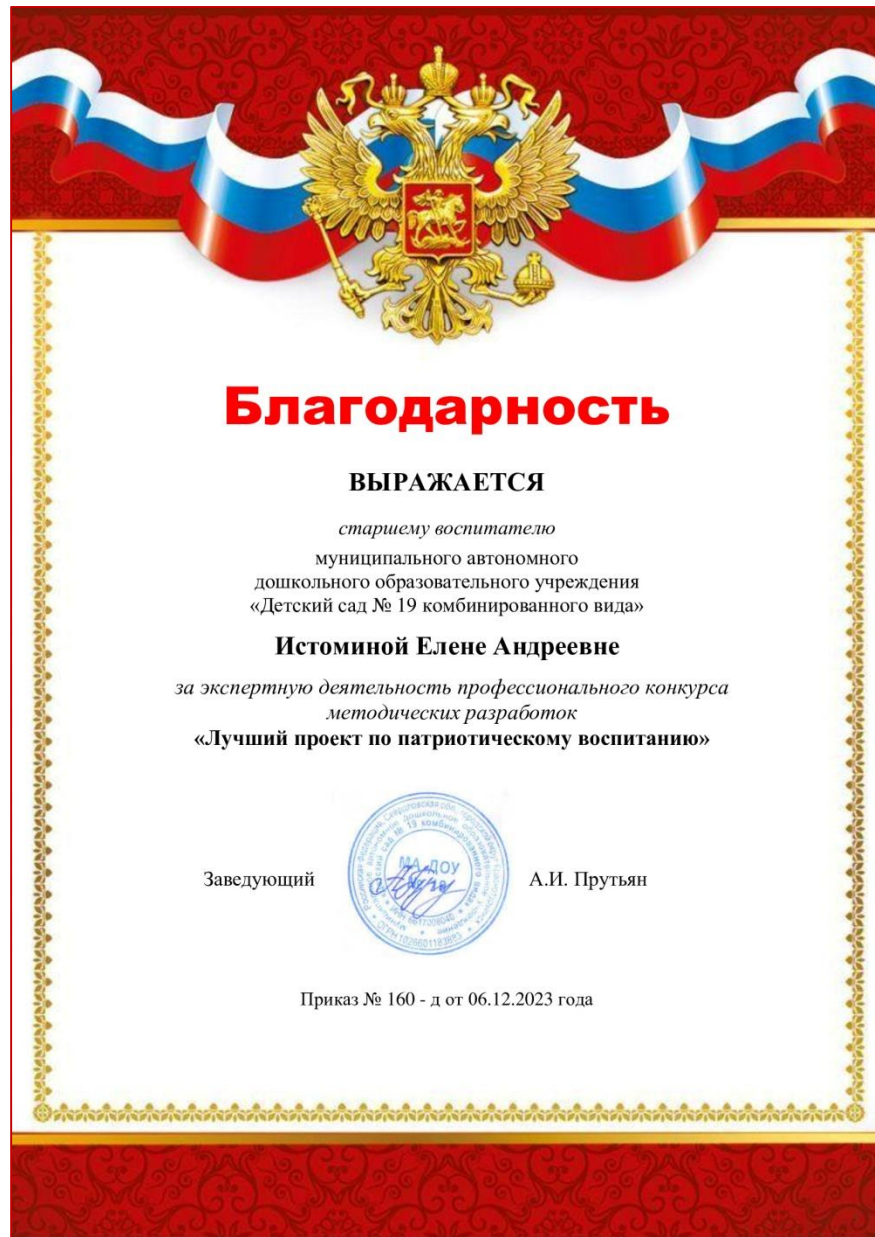 Благодарность
ВЫРАЖАЕТСЯ
старшему воспитателю
муниципального автономного
дошкольного образовательного учреждения
«Детский сад № 19 комбинированного вида»
Истоминой Елене Андреевне
за экспертную деятельность профессионального конкурса
методических разработок
«Лучший проект по патриотическому воспитанию»
Заведующий
МА ДОУ
А.И. Прутьян
Приказ № 160 - д от 06.12.2023 года